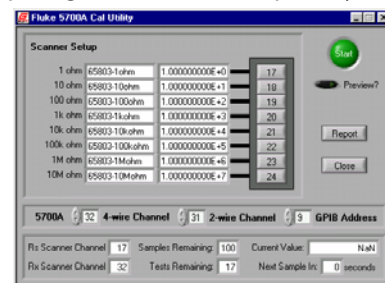 Fluke 5700A Cal Utility
Scanner Setup
Start
1 ohm 65803-1ohm 1.000000000E+0 17
10 ohm 65803-10ohm 1.000000000E+1 18
Preview?
100 ohm 65803-100ohm 1.000000000E+2 19
1k ohm 65803-1kohm 1.000000000E+3 20
10k ohm 65803-10kohm 1.000000000E+4 21
Report
100k ohm 65803-100kohm 1.000000000E+5 22
1M ohm 65803-1Mohm 1.000000000E+6 23
Close
10M ohm 65803-10Mohm 1.000000000E+7 24
5700A 32 4-wire Channel 31 2-wire Channel 9 GPIB Address
Rs Scanner Channel 17 Samples Remaining: 100 Current Value: NaN
Rx Scanner Channel 32 Tests Remaining: 17 Next Sample In: 0 seconds